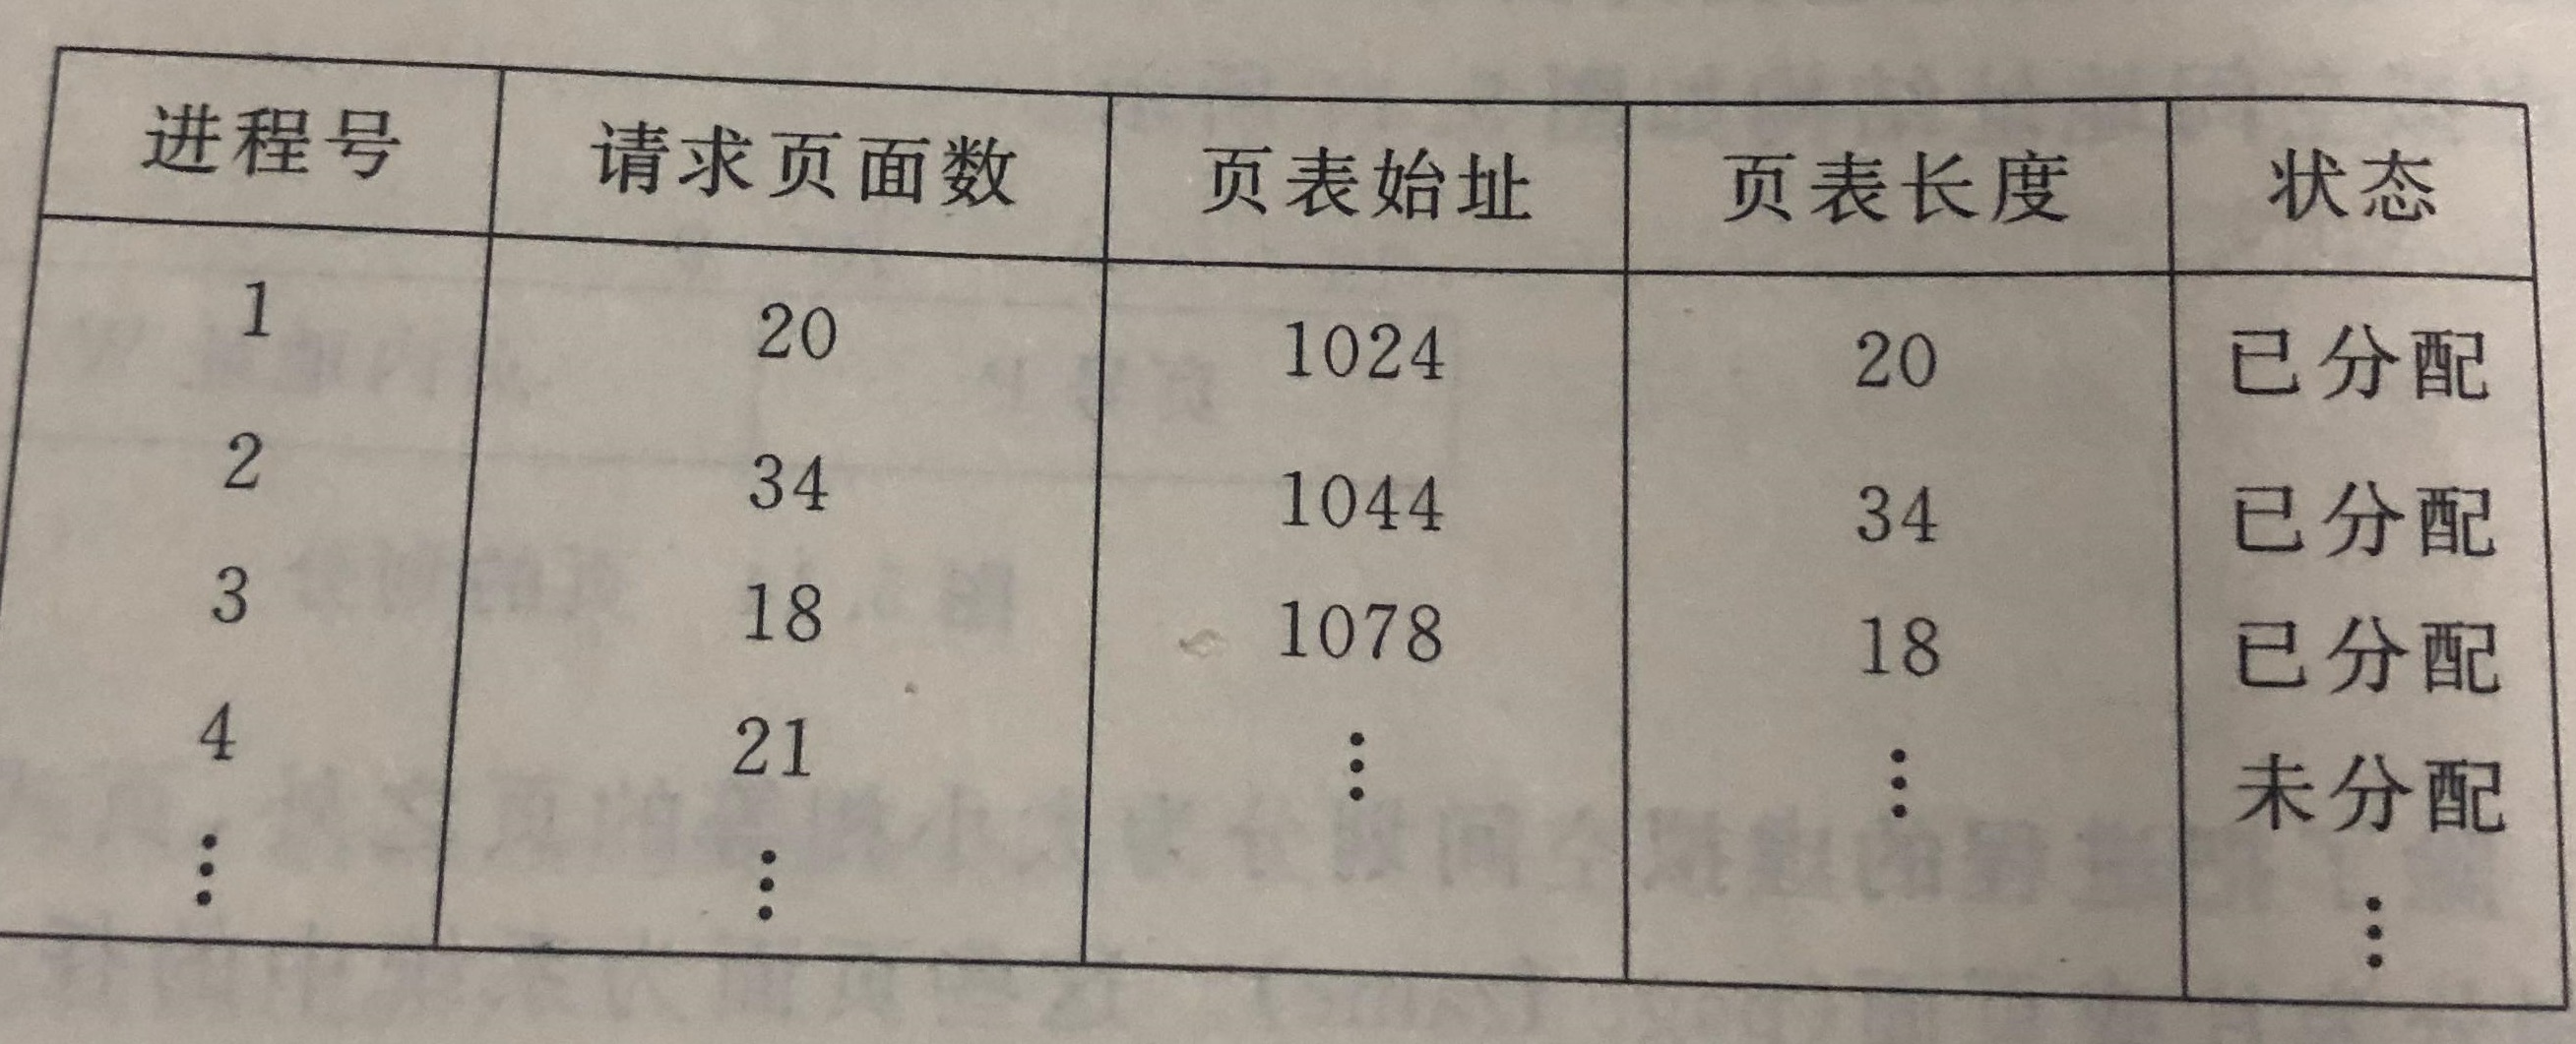 进程号 请求页面数 页表始址 页表长度 状态
1 20 1024 20 已分配
2 34 1044 34 已分配
3 18 1078 18 已分配
4 21 ⋮ ⋮ 未分配
⋮ ⋮ ⋮